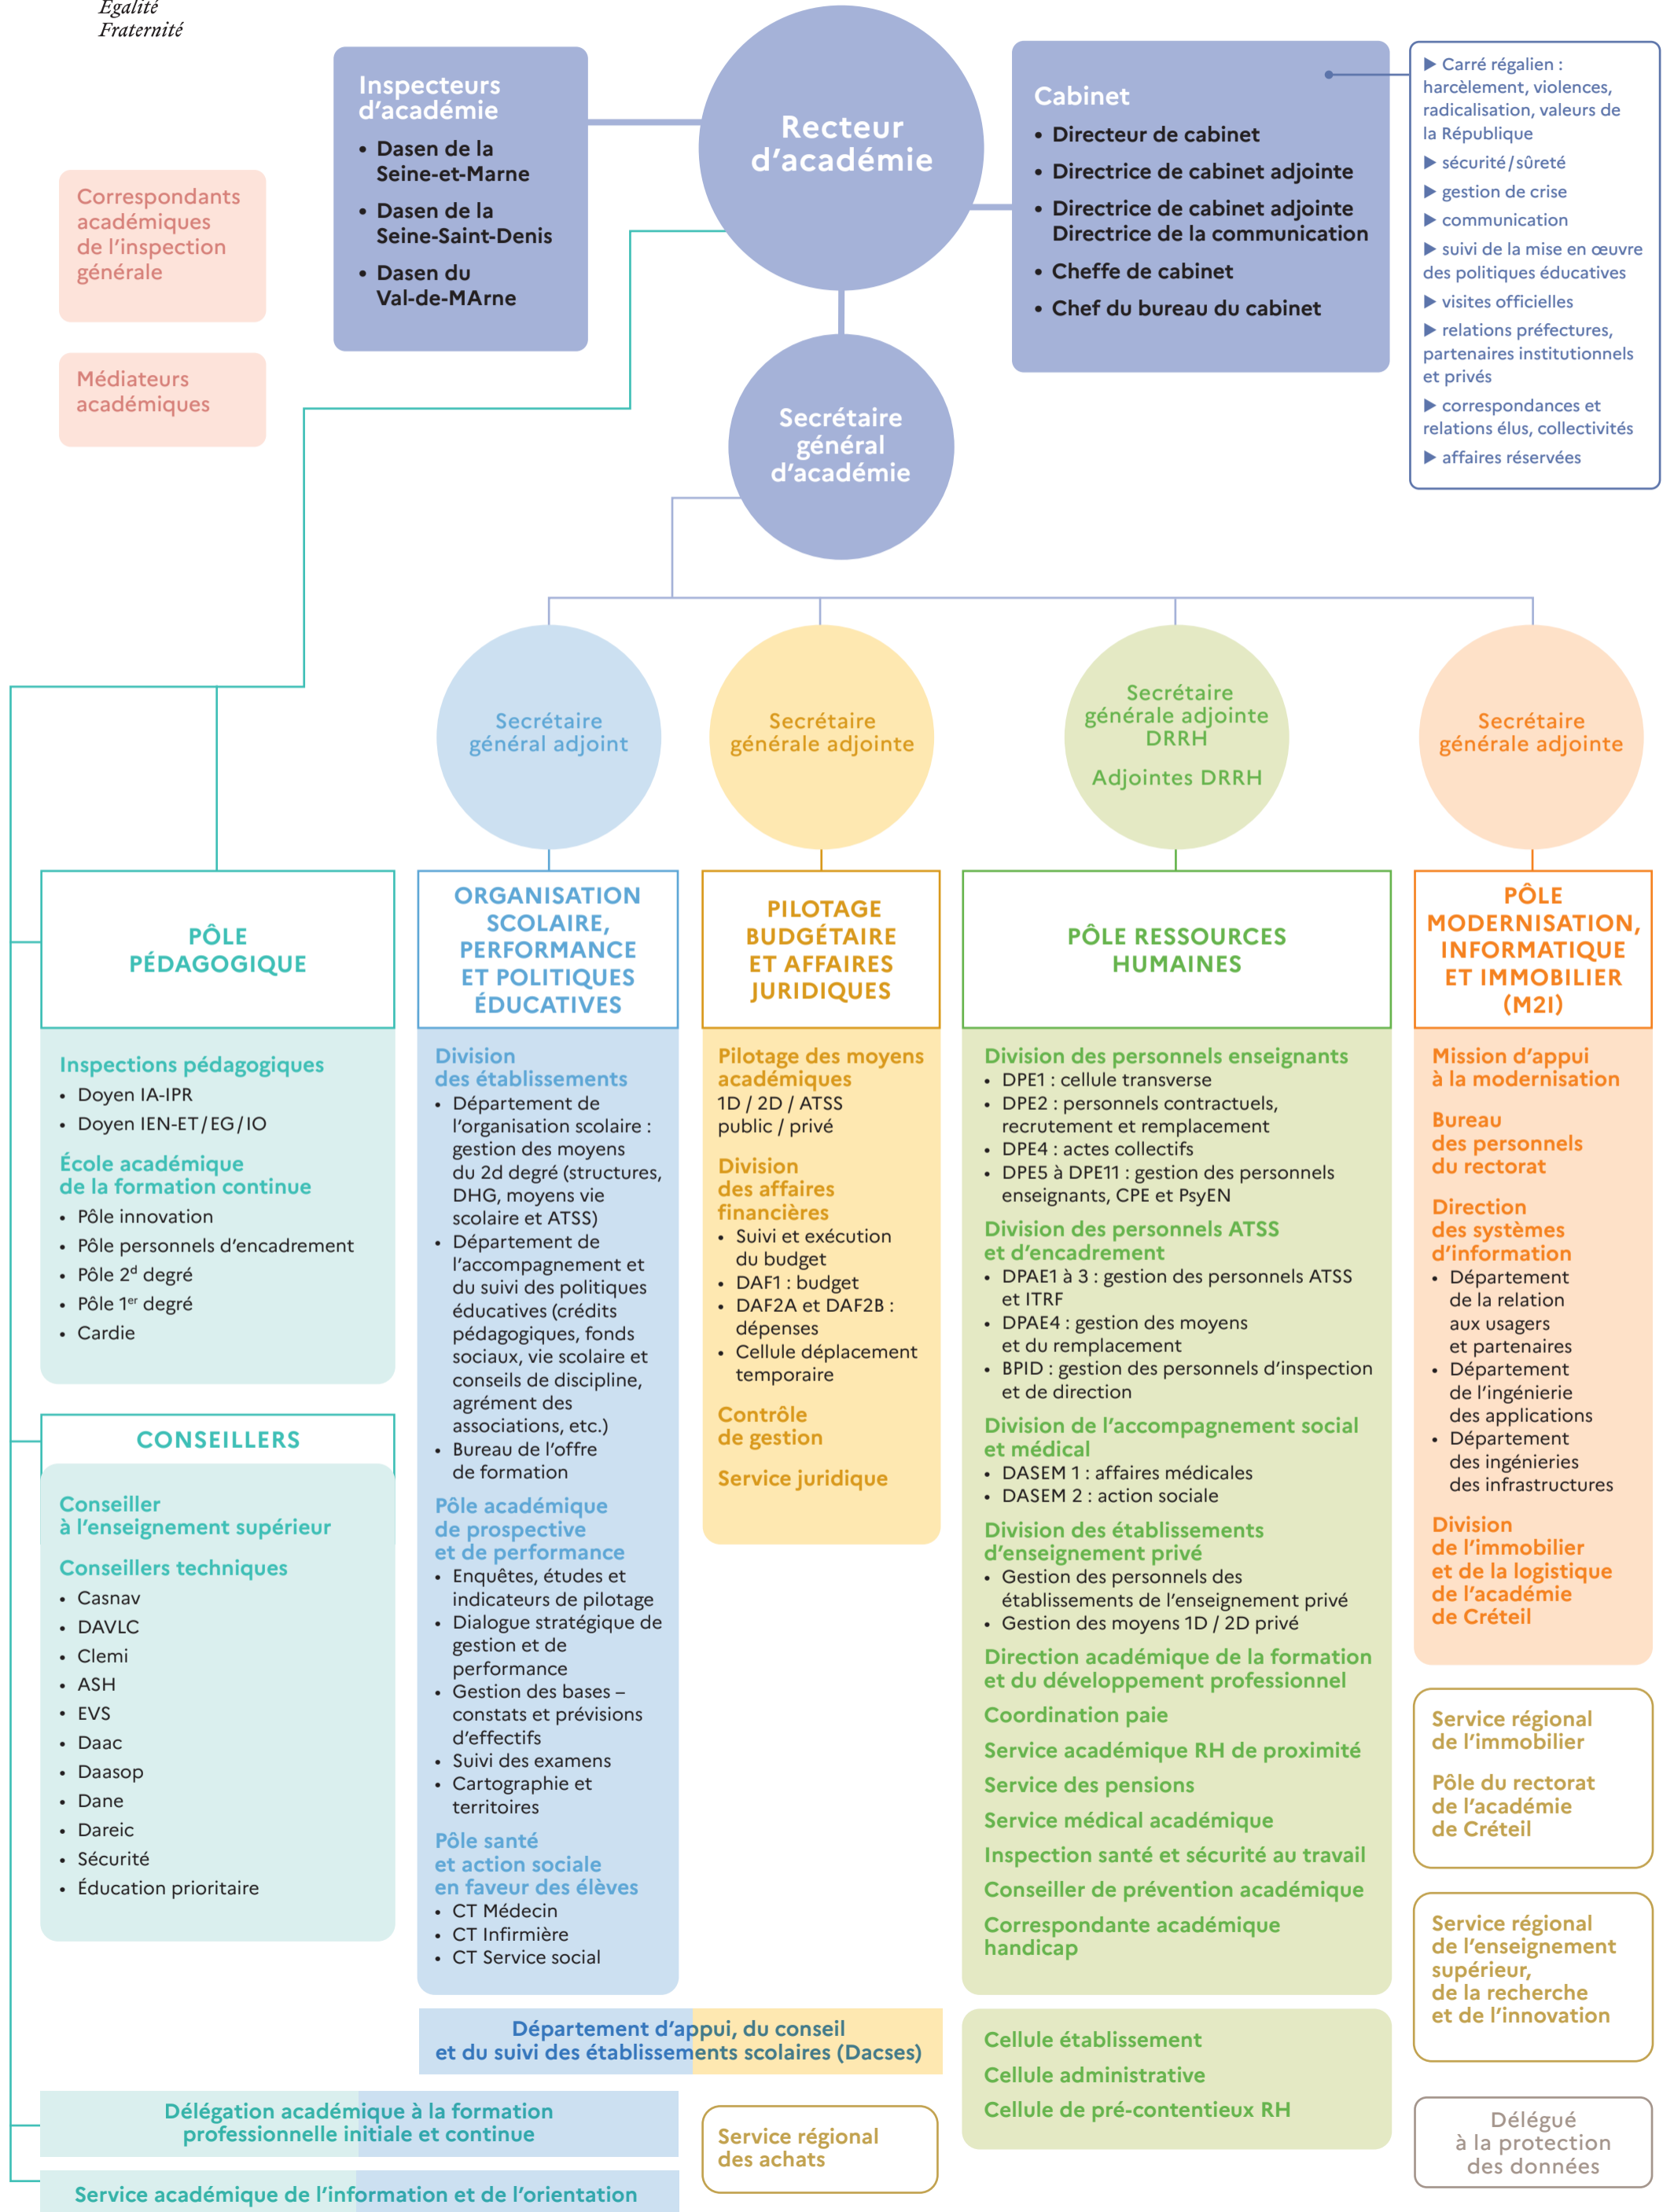 Égalité
Fraternité
Inspecteurs
d’académie
• Dasen de la
Seine-et-Marne
• Dasen de la
Seine-Saint-Denis
• Dasen du
Val-de-MArne
Recteur
d’académie
Cabinet
• Directeur de cabinet
• Directrice de cabinet adjointe
• Directrice de cabinet adjointe
Directrice de la communication
• Cheffe de cabinet
• Chef du bureau du cabinet
▶ Carré régalien :
harcèlement, violences,
radicalisation, valeurs de
la République
▶ sécurité/sûreté
▶ gestion de crise
▶ communication
▶ suivi de la mise en œuvre
des politiques éducatives
▶ visites officielles
▶ relations préfectures,
partenaires institutionnels
et privés
▶ correspondances et
relations élus, collectivités
▶ affaires réservées
Correspondants
académiques
de l’inspection
générale
Médiateurs
académiques
Secrétaire
général
d’académie
Secrétaire
général adjoint
Secrétaire
générale adjointe
Secrétaire
générale adjointe
DRRH
Adjointes DRRH
Secrétaire
générale adjointe
PÔLE
PÉDAGOGIQUE
Inspections pédagogiques
• Doyen IA-IPR
• Doyen IEN-ET/EG/IO
École académique
de la formation continue
• Pôle innovation
• Pôle personnels d’encadrement
• Pôle 2d degré
• Pôle 1er degré
• Cardie
CONSEILLERS
Conseiller
à l’enseignement supérieur
Conseillers techniques
• Casnav
• DAVLC
• Clemi
• ASH
• EVS
• Daac
• Daasop
• Dane
• Dareic
• Sécurité
• Éducation prioritaire
ORGANISATION
SCOLAIRE,
PERFORMANCE
ET POLITIQUES
ÉDUCATIVES
Division
des établissements
• Département de
l’organisation scolaire :
gestion des moyens
du 2d degré (structures,
DHG, moyens vie
scolaire et ATSS)
• Département de
l’accompagnement et
du suivi des politiques
éducatives (crédits
pédagogiques, fonds
sociaux, vie scolaire et
conseils de discipline,
agrément des
associations, etc.)
• Bureau de l’offre
de formation
Pôle académique
de prospective
et de performance
• Enquêtes, études et
indicateurs de pilotage
• Dialogue stratégique de
gestion et de
performance
• Gestion des bases –
constats et prévisions
d’effectifs
• Suivi des examens
• Cartographie et
territoires
Pôle santé
et action sociale
en faveur des élèves
• CT Médecin
• CT Infirmière
• CT Service social
PILOTAGE
BUDGÉTAIRE
ET AFFAIRES
JURIDIQUES
Pilotage des moyens
académiques
1D / 2D / ATSS
public / privé
Division
des affaires
financières
• Suivi et exécution
du budget
• DAF1 : budget
• DAF2A et DAF2B :
dépenses
• Cellule déplacement
temporaire
Contrôle
de gestion
Service juridique
PÔLE RESSOURCES
HUMAINES
Division des personnels enseignants
• DPE1 : cellule transverse
• DPE2 : personnels contractuels,
recrutement et remplacement
• DPE4 : actes collectifs
• DPE5 à DPE11 : gestion des personnels
enseignants, CPE et PsyEN
Division des personnels ATSS
et d’encadrement
• DPAE1 à 3 : gestion des personnels ATSS
et ITRF
• DPAE4 : gestion des moyens
et du remplacement
• BPID : gestion des personnels d’inspection
et de direction
Division de l’accompagnement social
et médical
• DASEM 1 : affaires médicales
• DASEM 2 : action sociale
Division des établissements
d’enseignement privé
• Gestion des personnels des
établissements de l’enseignement privé
• Gestion des moyens 1D / 2D privé
Direction académique de la formation
et du développement professionnel
Coordination paie
Service académique RH de proximité
Service des pensions
Service médical académique
Inspection santé et sécurité au travail
Conseiller de prévention académique
Correspondante académique
handicap
Cellule établissement
Cellule administrative
Cellule de pré-contentieux RH
PÔLE
MODERNISATION,
INFORMATIQUE
ET IMMOBILIER
(M2I)
Mission d’appui
à la modernisation
Bureau
des personnels
du rectorat
Direction
des systèmes
d’information
• Département
de la relation
aux usagers
et partenaires
• Département
de l’ingénierie
des applications
• Département
des ingénieries
des infrastructures
Division
de l’immobilier
et de la logistique
de l’académie
de Créteil
Service régional
de l’immobilier
Pôle du rectorat
de l’académie
de Créteil
Service régional
de l’enseignement
supérieur,
de la recherche
et de l’innovation
Délégué
à la protection
des données
Département d’appui, du conseil
et du suivi des établissements scolaires (Dacses)
Délégation académique à la formation
professionnelle initiale et continue
Service régional
des achats
Service académique de l’information et de l’orientation